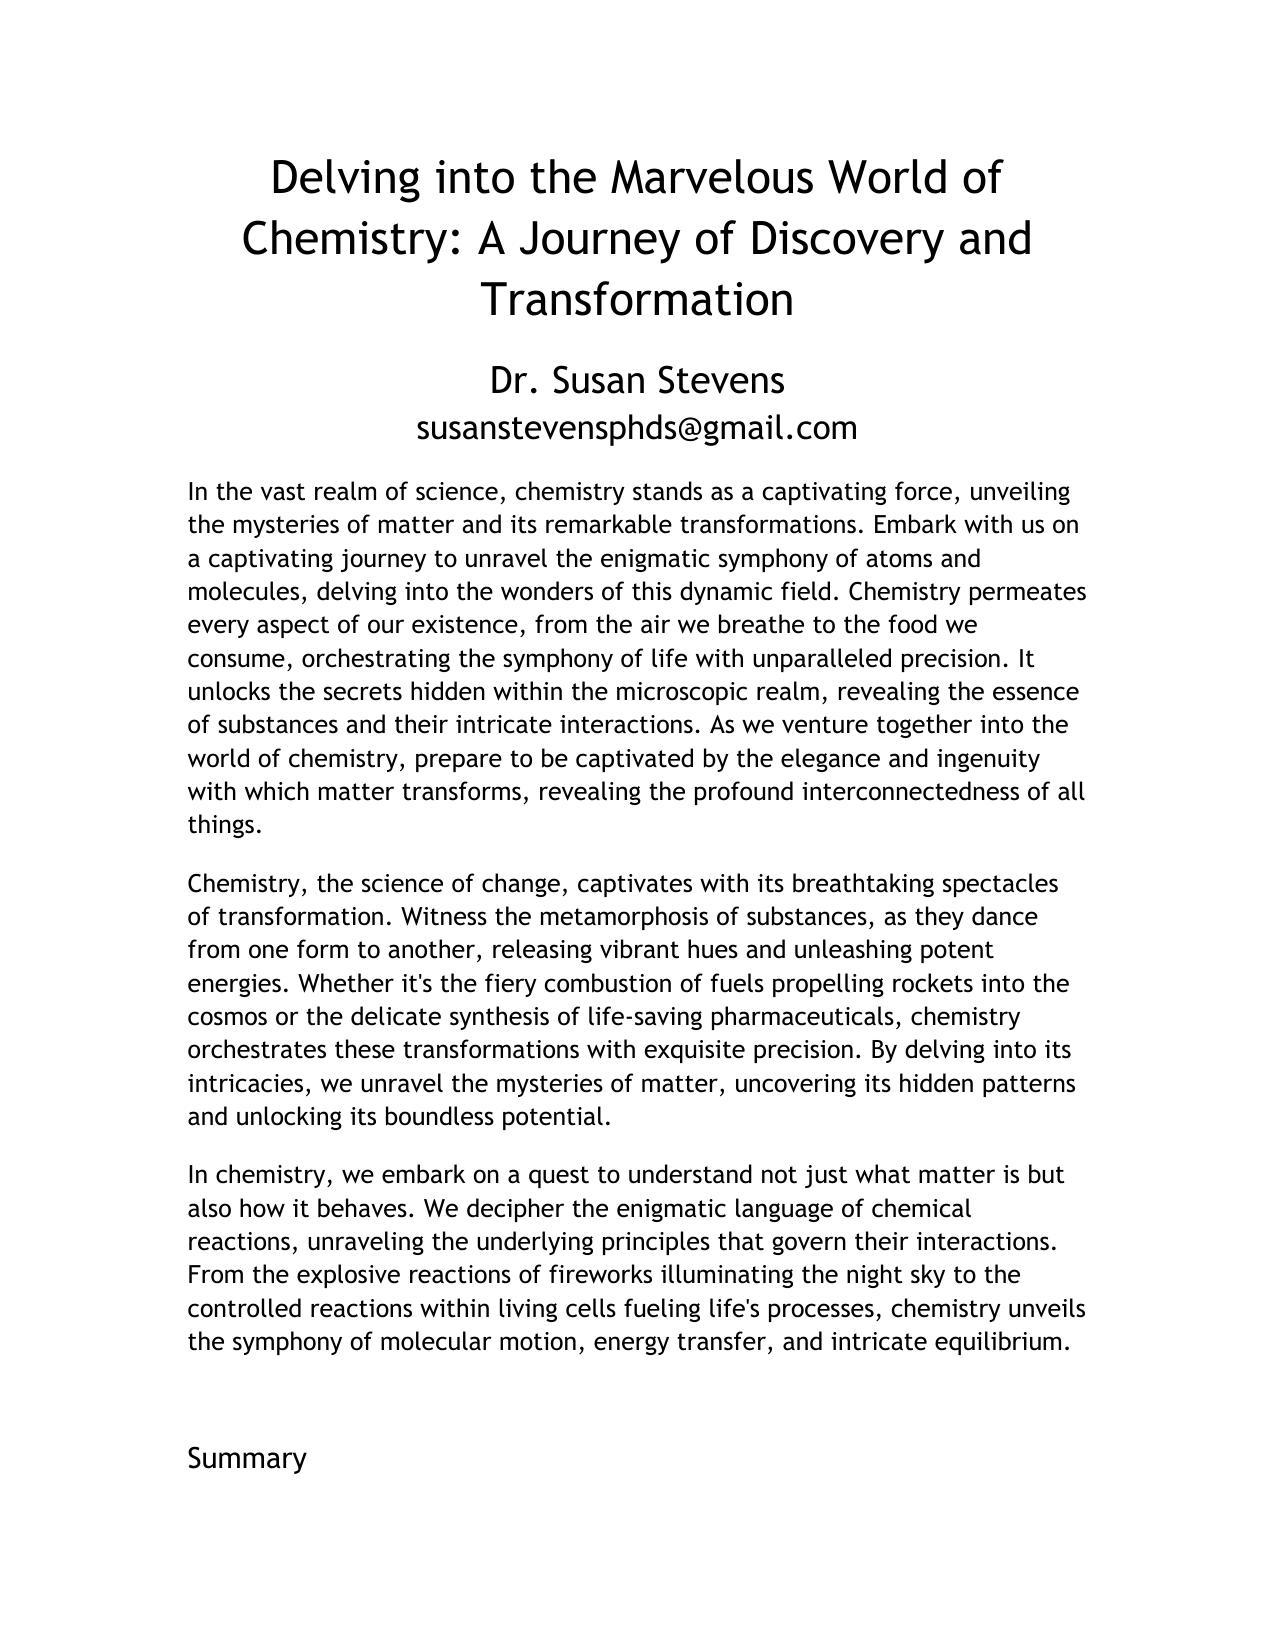 Delving into the Marvelous World of
Chemistry: A Journey of Discovery and
Transformation
Dr. Susan Stevens
susanstevensphds@gmail.com
In the vast realm of science, chemistry stands as a captivating force, unveiling
the mysteries of matter and its remarkable transformations. Embark with us on
a captivating journey to unravel the enigmatic symphony of atoms and
molecules, delving into the wonders of this dynamic field. Chemistry permeates
every aspect of our existence, from the air we breathe to the food we
consume, orchestrating the symphony of life with unparalleled precision. It
unlocks the secrets hidden within the microscopic realm, revealing the essence
of substances and their intricate interactions. As we venture together into the
world of chemistry, prepare to be captivated by the elegance and ingenuity
with which matter transforms, revealing the profound interconnectedness of all
things.
Chemistry, the science of change, captivates with its breathtaking spectacles
of transformation. Witness the metamorphosis of substances, as they dance
from one form to another, releasing vibrant hues and unleashing potent
energies. Whether it's the fiery combustion of fuels propelling rockets into the
cosmos or the delicate synthesis of life-saving pharmaceuticals, chemistry
orchestrates these transformations with exquisite precision. By delving into its
intricacies, we unravel the mysteries of matter, uncovering its hidden patterns
and unlocking its boundless potential.
In chemistry, we embark on a quest to understand not just what matter is but
also how it behaves. We decipher the enigmatic language of chemical
reactions, unraveling the underlying principles that govern their interactions.
From the explosive reactions of fireworks illuminating the night sky to the
controlled reactions within living cells fueling life's processes, chemistry unveils
the symphony of molecular motion, energy transfer, and intricate equilibrium.
Summary